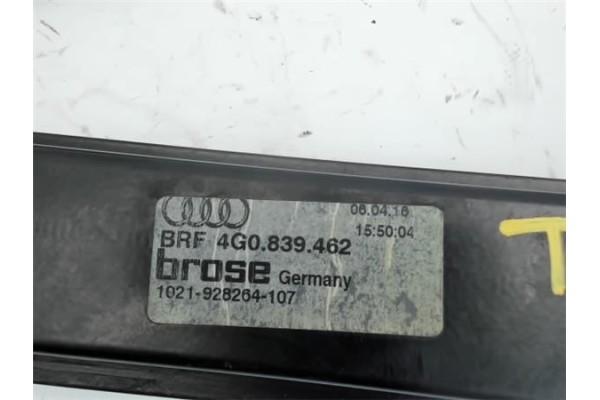 06.04.16
15:50:04
BRF 4G0.839.462
brose Germany
1021-928264-107
T